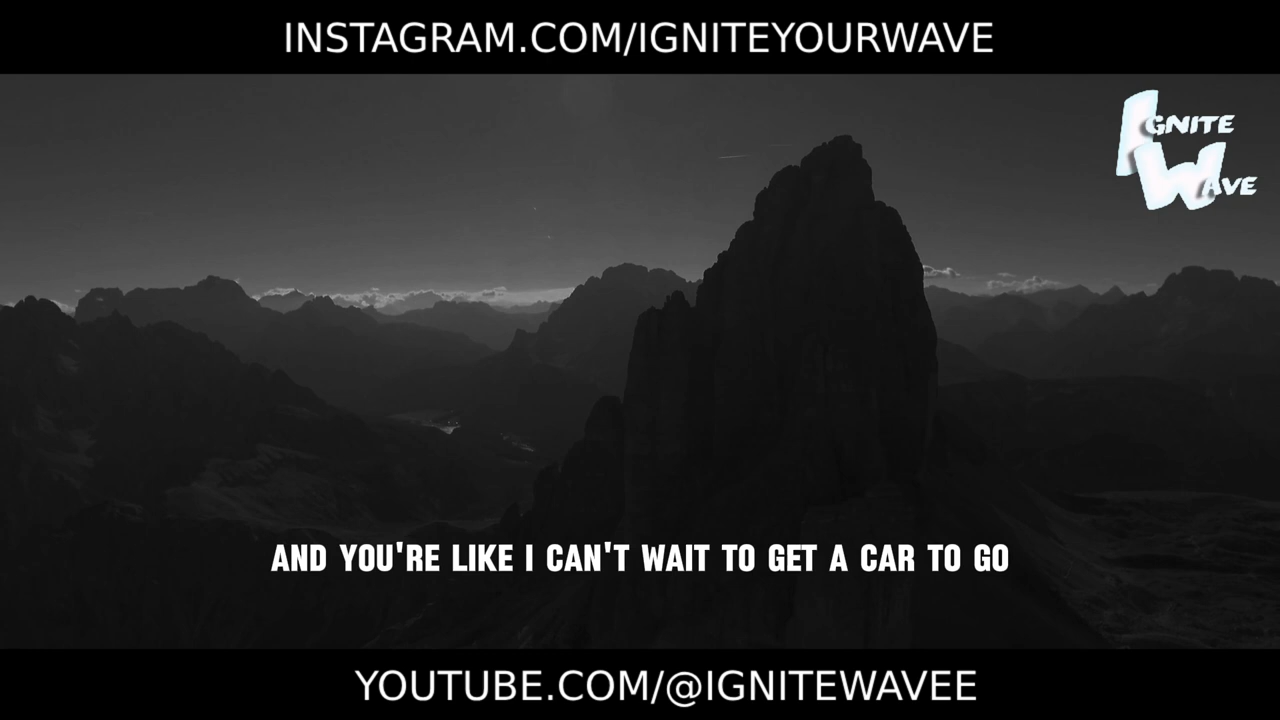 INSTAGRAM.COM/IGNITEYOURWAVE
IGNITE
WAVE
AND YOU'RE LIKE I CAN'T WAIT TO GET A CAR TO GO
YOUTUBE.COM/@IGNITEWAVEE